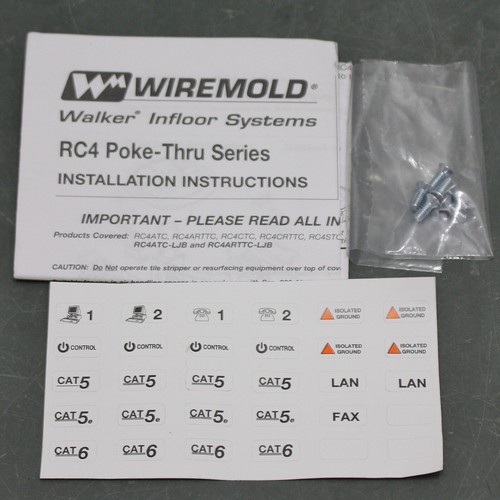 WIREMOLD®
Walker® Infloor Systems
RC4 Poke-Thru Series
INSTALLATION INSTRUCTIONS
IMPORTANT – PLEASE READ ALL IN
Products Covered: RC4ATC, RC4ARTTC, RC4CTC, RC4CRTTC, RC4STC
RC4ATC-LJB and RC4ARTTC-LJB
CAUTION: Do Not operate tile stripper or resurfacing equipment over top of cov
1 2 1 2 ISOLATED GROUND ISOLATED GROUND
CONTROL CONTROL CONTROL CONTROL ISOLATED GROUND ISOLATED GROUND
CAT5 CAT5 CAT5 CAT5 LAN LAN
CAT5e CAT5e CAT5e CAT5e FAX
CAT6 CAT6 CAT6 CAT6